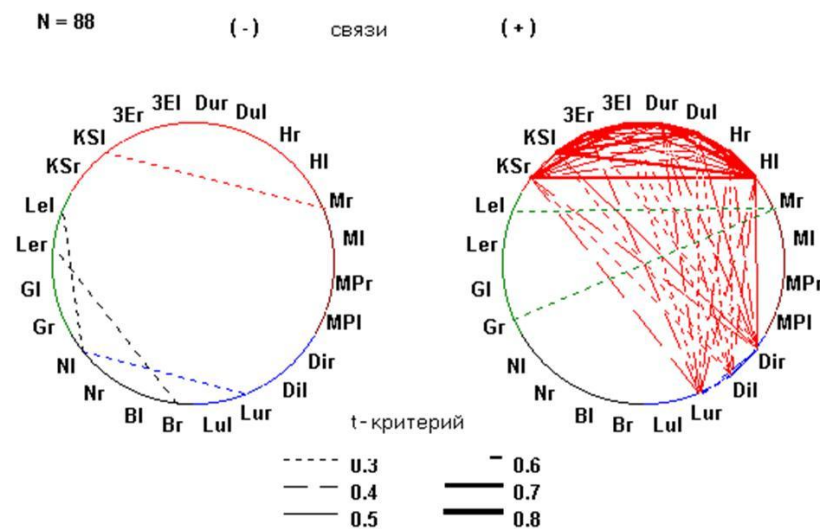 N = 88 (-) связи (+)
3Er 3El Dur Dul Hr Hl Mr Ml MPr MPl Dir Dil Lur Lul Br Bl Nr Nl Gr Gl Ler Lel KSr KSl
3Er 3El Dur Dul Hr Hl Mr Ml MPr MPl Dir Dil Lur Lul Br Bl Nr Nl Gr Gl Ler Lel KSr KSl
t-критерий
0.3 0.6
0.4 0.7
0.5 0.8